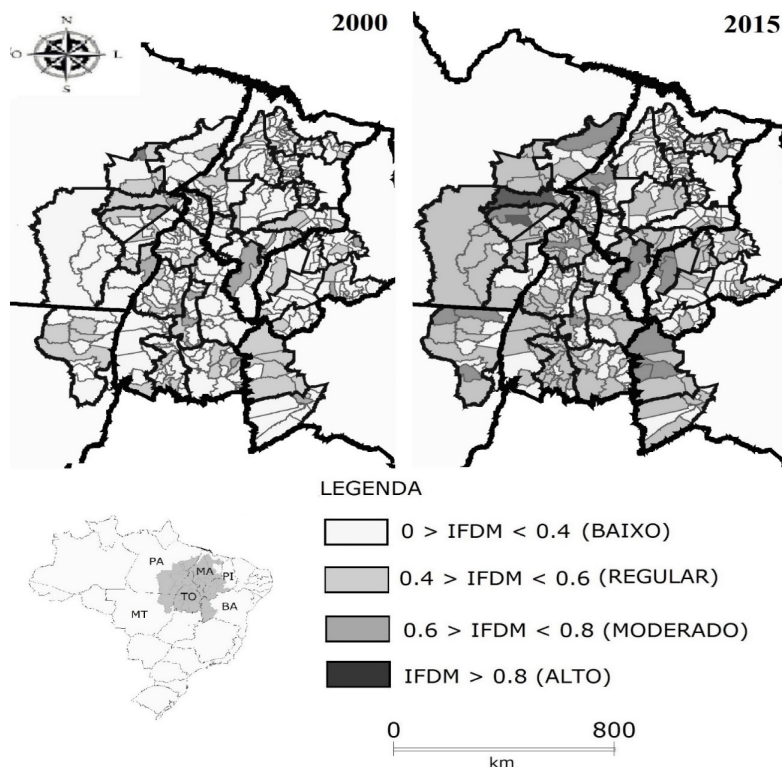 2000
2015
N
O
L
S
LEGENDA
0 > IFDM < 0.4 (BAIXO)
0.4 > IFDM < 0.6 (REGULAR)
0.6 > IFDM < 0.8 (MODERADO)
IFDM > 0.8 (ALTO)
PA
MA
PI
TO
MT
BA
0
800
km